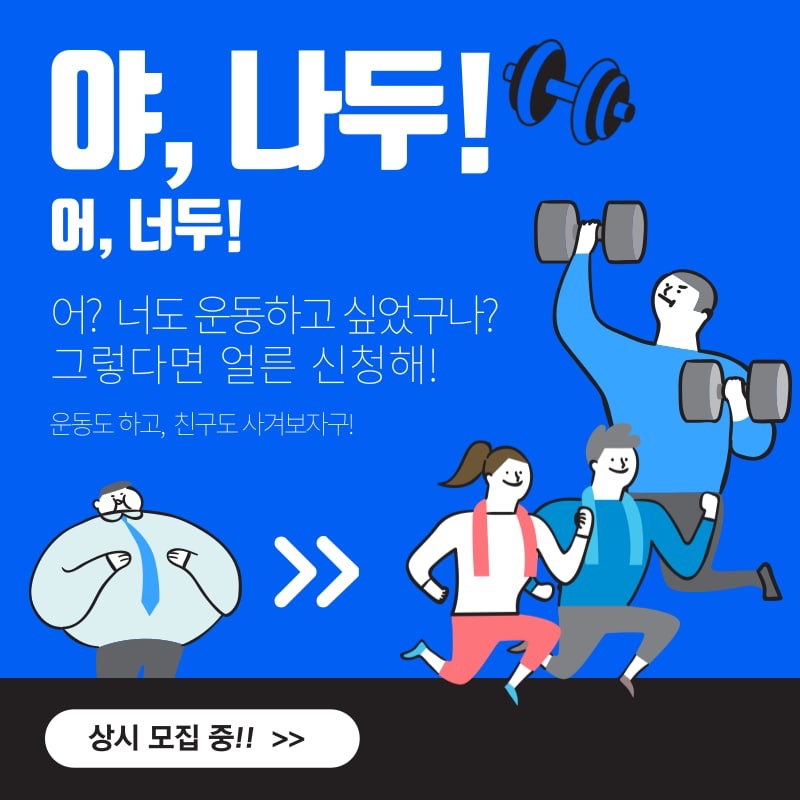 야, 나두!
어, 너두!
어? 너도 운동하고 싶었구나?
그렇다면 얼른 신청해!
운동도 하고, 친구도 사겨보자구!
상시 모집 중!! >>